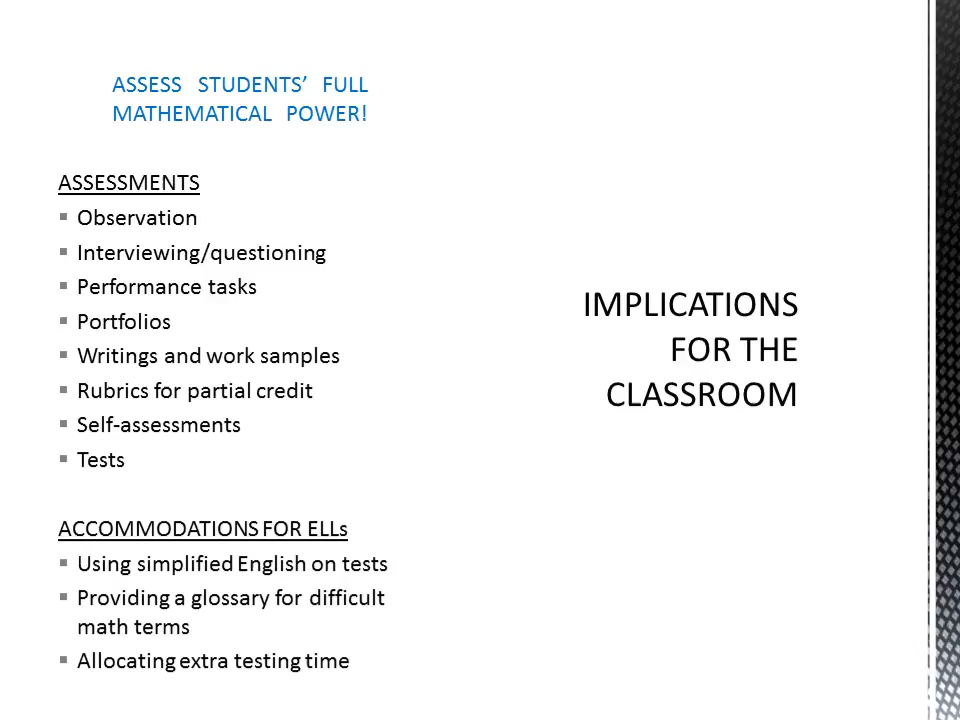 ASSESS STUDENTS’ FULL
MATHEMATICAL POWER!
ASSESSMENTS
▪ Observation
▪ Interviewing/questioning
▪ Performance tasks
▪ Portfolios
▪ Writings and work samples
▪ Rubrics for partial credit
▪ Self-assessments
▪ Tests
ACCOMMODATIONS FOR ELLs
▪ Using simplified English on tests
▪ Providing a glossary for difficult
math terms
▪ Allocating extra testing time
IMPLICATIONS
FOR THE
CLASSROOM